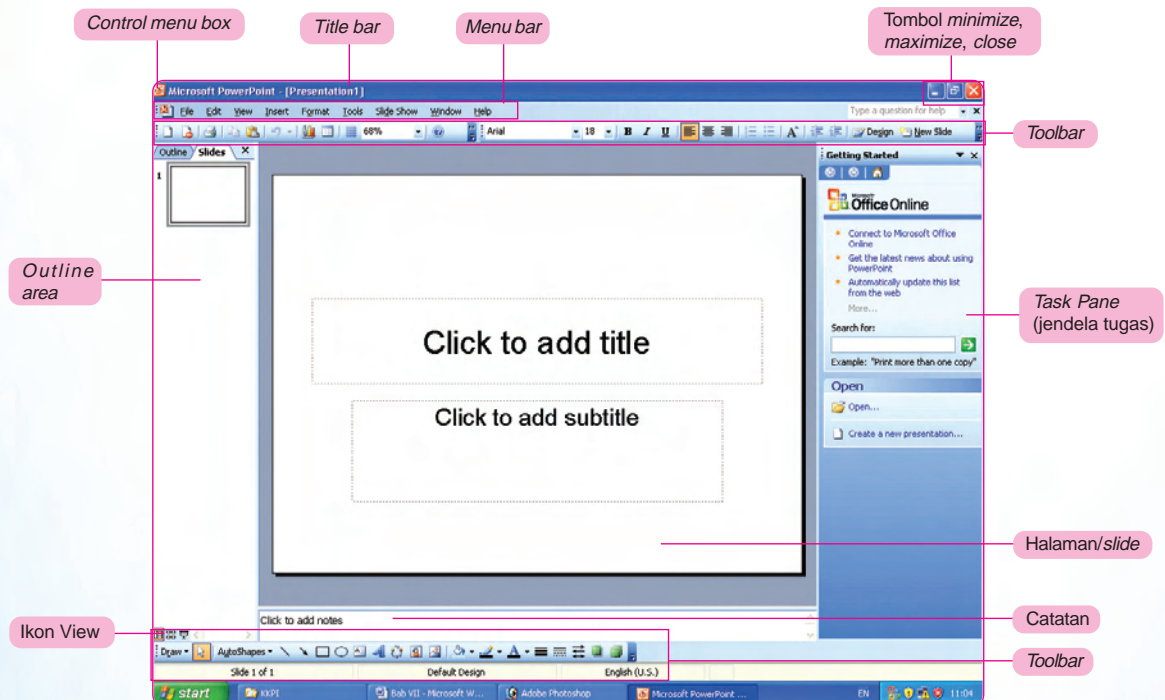 Control menu box
Title bar
Menu bar
Tombol minimize,
maximize, close
Microsoft PowerPoint - [Presentation1]
File Edit View Insert Format Tools Slide Show Window Help
Type a question for help
68%
Arial
18
B I U
Design
New Slide
Toolbar
Outline
Slides
Getting Started
1
Microsoft
Office Online
Connect to Microsoft Office
Online
Get the latest news about using
PowerPoint
Automatically update this list
from the web
More...
Search for:
Example: "Print more than one copy"
Open
Open...
Create a new presentation...
Outline
area
Task Pane
(jendela tugas)
Click to add title
Click to add subtitle
Halaman/slide
Click to add notes
Catatan
Ikon View
Draw
AutoShapes
Toolbar
Slide 1 of 1
Default Design
English (U.S.)
start
KKPI
Bab VII - Microsoft W...
Adobe Photoshop
Microsoft PowerPoint ...
EN
11:04